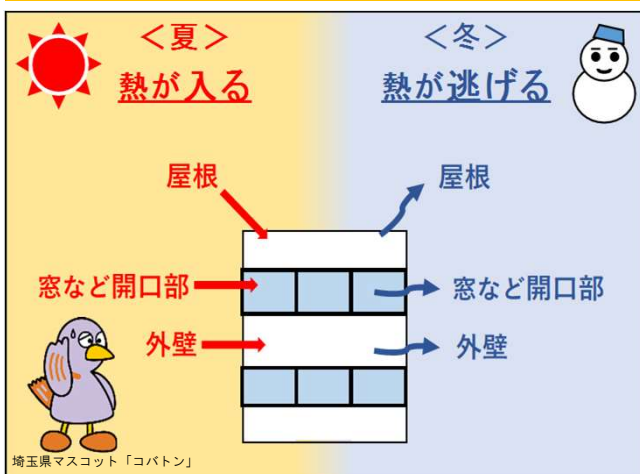 <夏>
熱が入る
<冬>
熱が逃げる
屋根
屋根
窓など開口部
窓など開口部
外壁
外壁
埼玉県マスコット「コバトン」